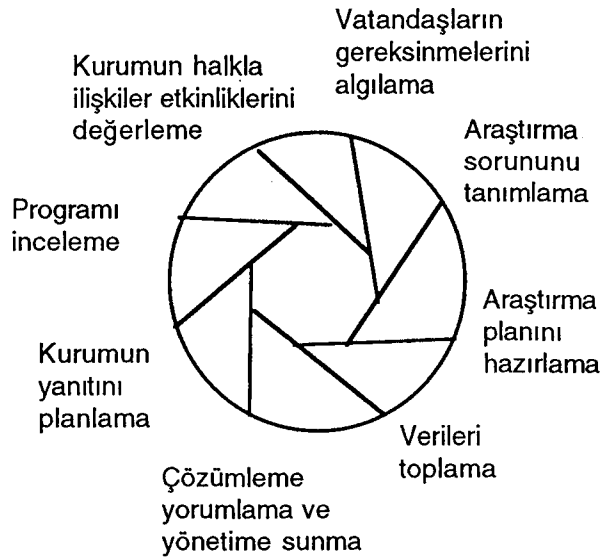 Vatandaşların
gereksinmelerini
algılama
Araştırma
sorununu
tanımlama
Araştırma
planını
hazırlama
Verileri
toplama
Çözümleme
yorumlama ve
yönetime sunma
Kurumun
yanıtını
planlama
Programı
inceleme
Kurumun halkla
ilişkiler etkinliklerini
değerleme